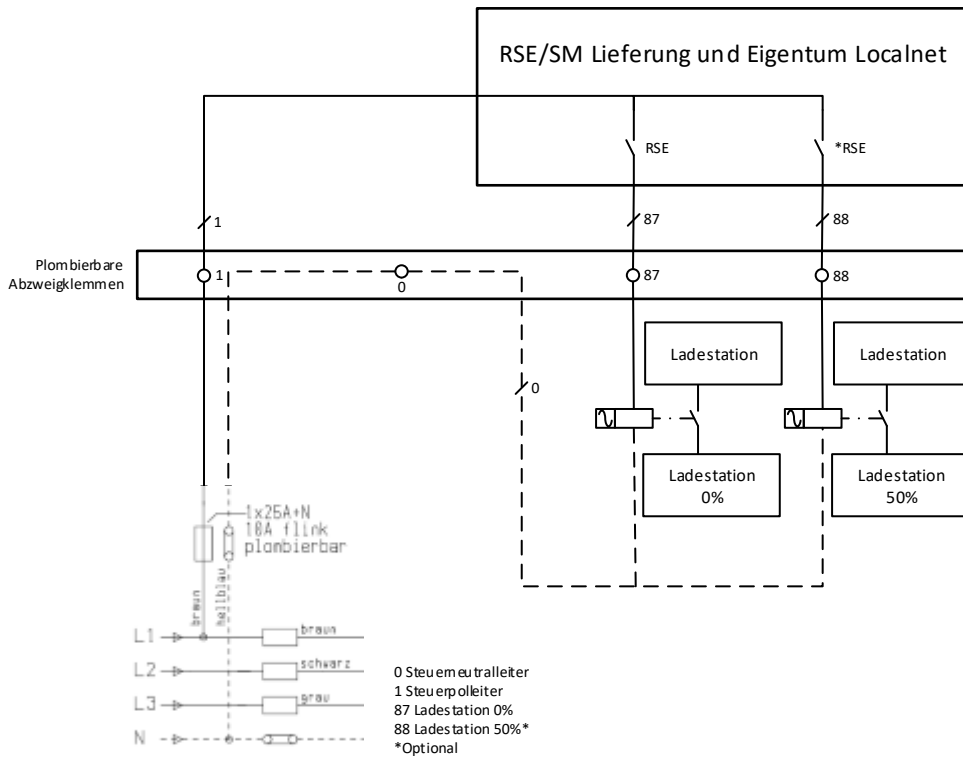 RSE/SM Lieferung und Eigentum Localnet
RSE
*RSE
1
87
88
Plombierbare
Abzweigklemmen
1
0
87
88
0
Ladestation
Ladestation
Ladestation
0%
Ladestation
50%
1x25A+N
10A flink
plombierbar
braun
hellblau
L1
braun
L2
schwarz
L3
grau
N
0 Steuerneutralleiter
1 Steuerpolleiter
87 Ladestation 0%
88 Ladestation 50%*
*Optional